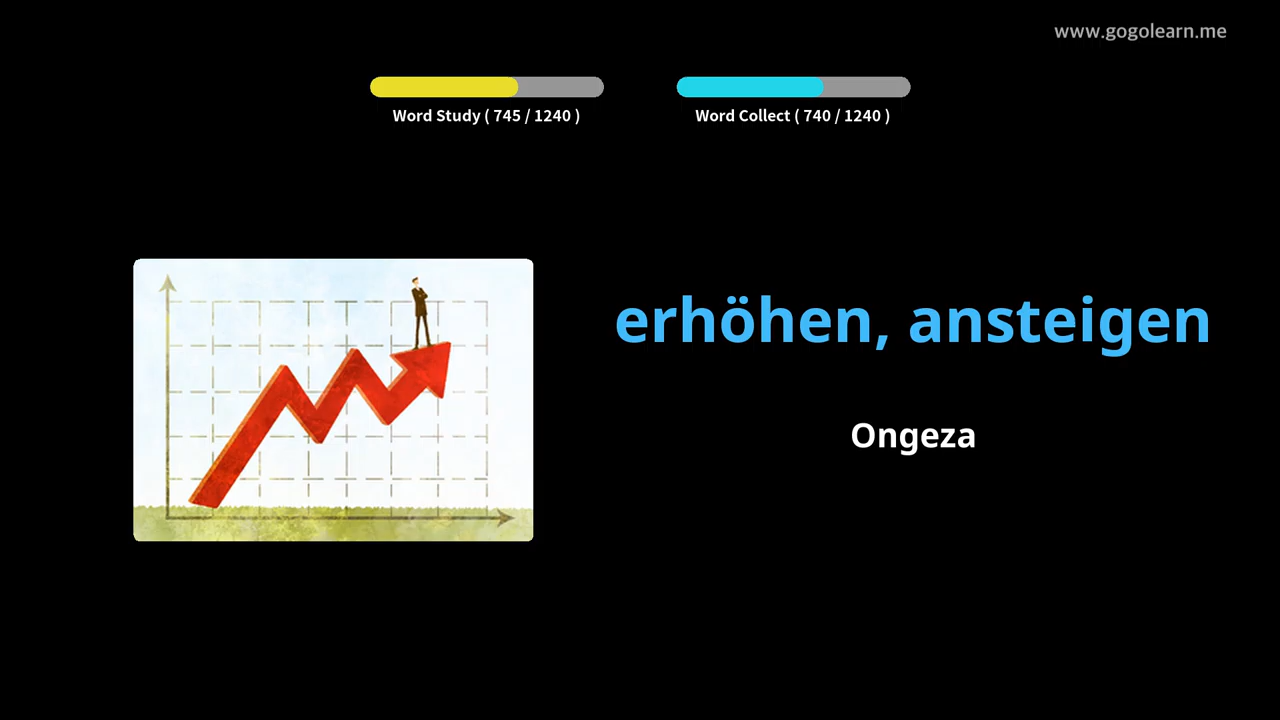 www.gogolearn.me
Word Study ( 745 / 1240 )
Word Collect ( 740 / 1240 )
erhöhen, ansteigen
Ongeza